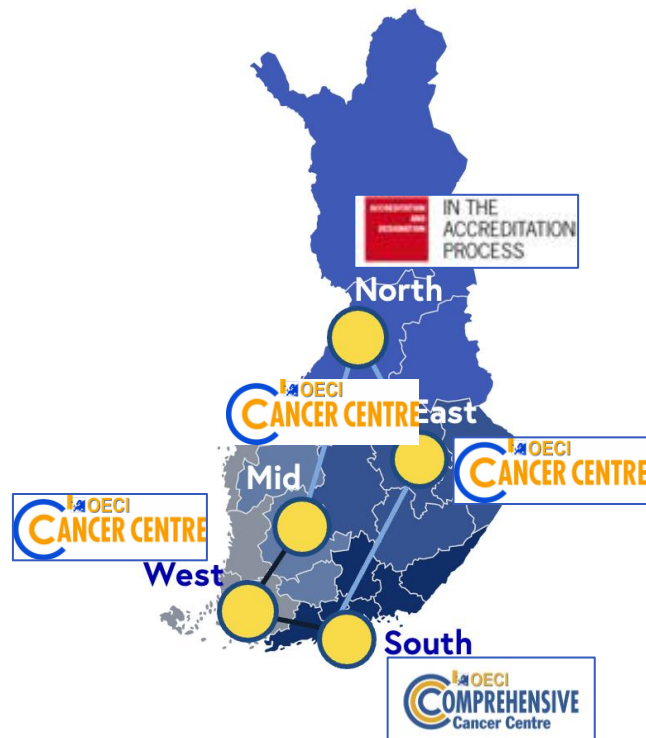 ACCREDITATION
AND
DESIGNATION
IN THE
ACCREDITATION
PROCESS
North
OECI
CANCER CENTRE
East
OECI
CANCER CENTRE
Mid
OECI
CANCER CENTRE
West
South
OECI
COMPREHENSIVE
Cancer Centre